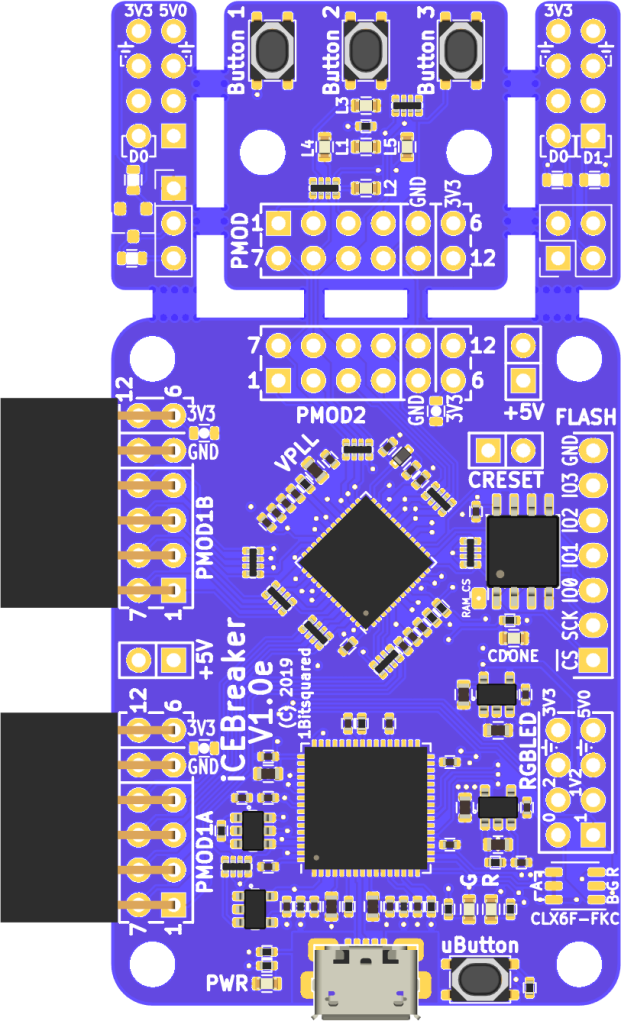 3V3 5V0
Button 1
Button 2
Button 3
3V3
L3
L4
L1
L5
L2
D0
D0
D1
GND
3V3
PMOD
1
6
7
12
7
12
1
6
PMOD2
GND
3V3
+5V
FLASH
12
6
3V3
GND
VPLL
CRESET
GND
IO3
IO2
IO1
IO0
SCK
CS
PMOD1B
RAM_CS
7
1
CDONE
+5V
iCEBreaker
V1.0e
(C) 2019
1Bitsquared
12
6
3V3
GND
3V3
5V0
RGBLED
2
1V2
0
1
PMOD1A
G R
A
R
G
B
CLX6F-FKC
7
1
uButton
PWR